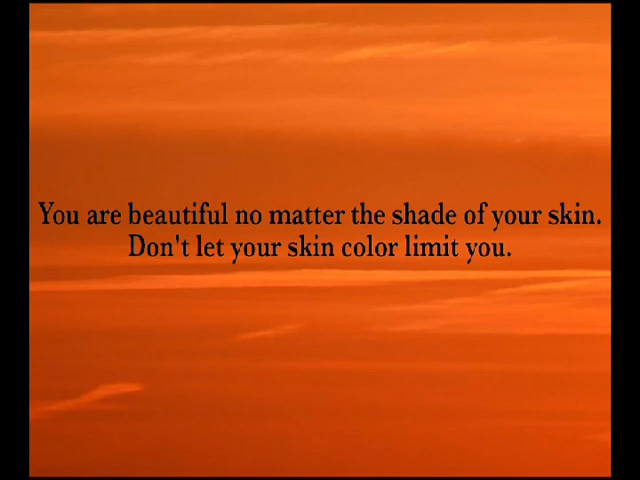 You are beautiful no matter the shade of your skin.
Don't let your skin color limit you.